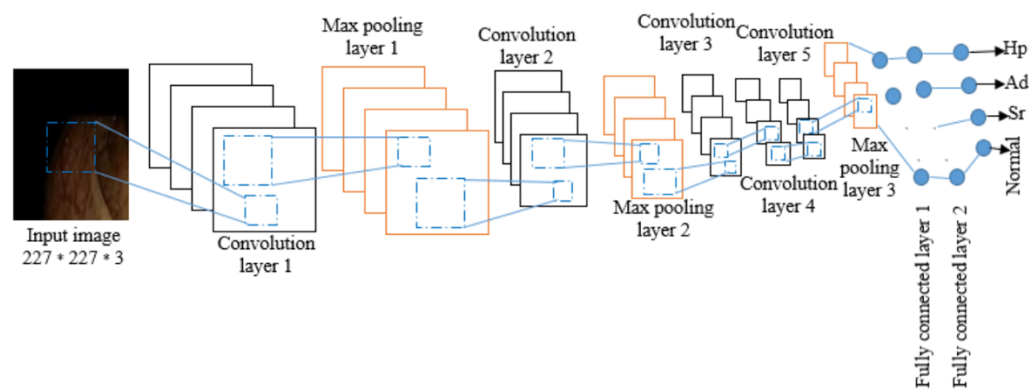 Input image
227 * 227 * 3
Convolution
layer 1
Max pooling
layer 1
Convolution
layer 2
Max pooling
layer 2
Convolution
layer 3
Convolution
layer 4
Convolution
layer 5
Max
pooling
layer 3
Fully connected layer 1
Fully connected layer 2
Hp
Ad
Sr
Normal